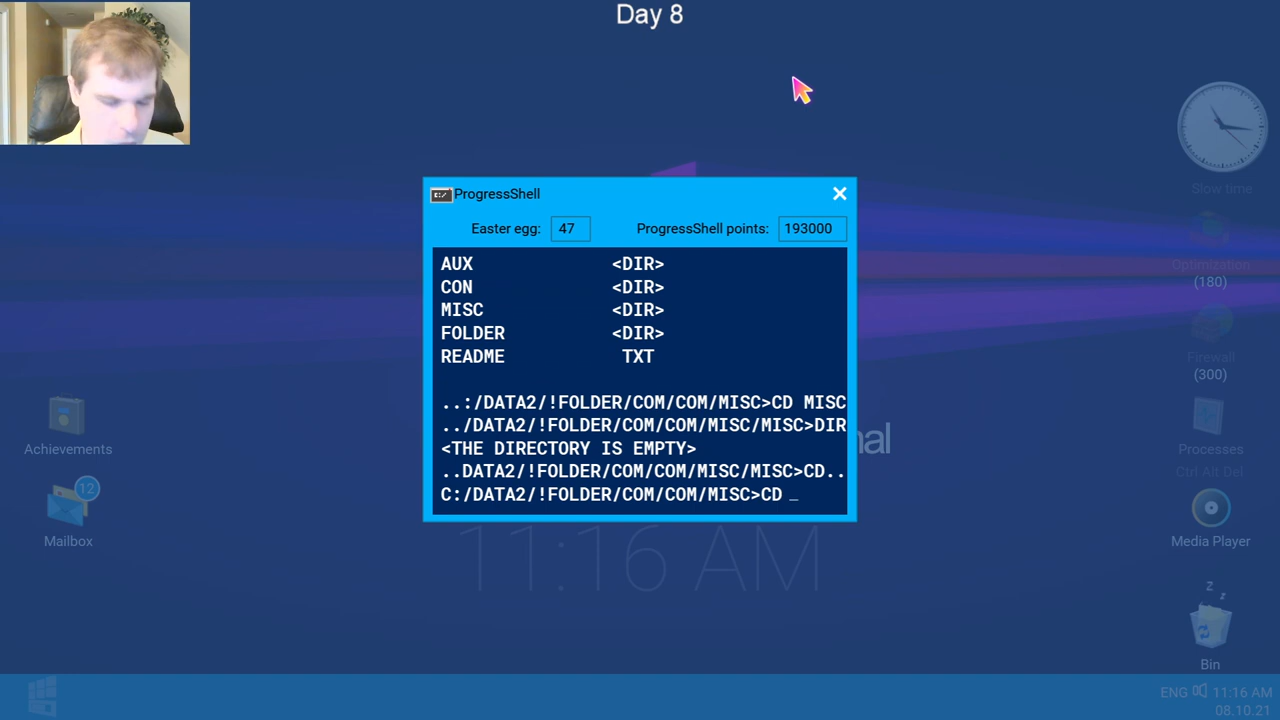 Day 8
ProgressShell
Easter egg: 47 ProgressShell points: 193000
AUX <DIR>
CON <DIR>
MISC <DIR>
FOLDER <DIR>
README TXT
..:/DATA2/!FOLDER/COM/COM/MISC>CD MISC
../DATA2/!FOLDER/COM/COM/MISC/MISC>DIR
<THE DIRECTORY IS EMPTY>
..DATA2/!FOLDER/COM/COM/MISC/MISC>CD..
C:/DATA2/!FOLDER/COM/COM/MISC>CD _
11:16 AM
Achievements
12
Mailbox
Slow time
Optimization
(180)
Firewall
(300)
Processes
Ctrl Alt Del
Media Player
Z
z
Bin
ENG 11:16 AM
08.10.21